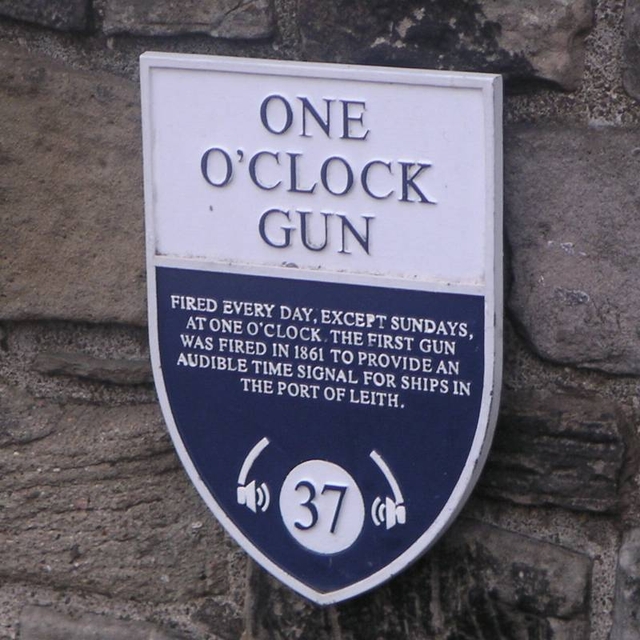 ONE
O'CLOCK
GUN
FIRED EVERY DAY, EXCEPT SUNDAYS,
AT ONE O'CLOCK. THE FIRST GUN
WAS FIRED IN 1861 TO PROVIDE AN
AUDIBLE TIME SIGNAL FOR SHIPS IN
THE PORT OF LEITH.
37